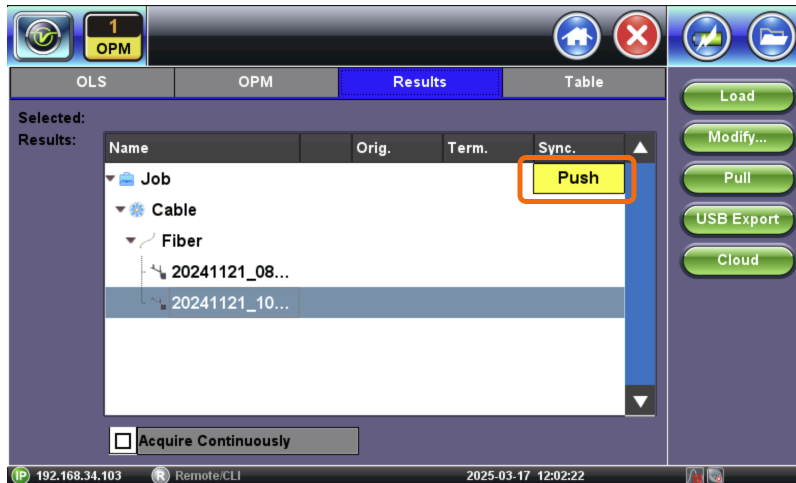 1
OPM
OLS OPM Results Table
Selected:
Results:
Name Orig. Term. Sync.
Job Push
Cable
Fiber
20241121_08...
20241121_10...
Acquire Continuously
Load
Modify...
Pull
USB Export
Cloud
IP 192.168.34.103 R Remote/CLI 2025-03-17 12:02:22